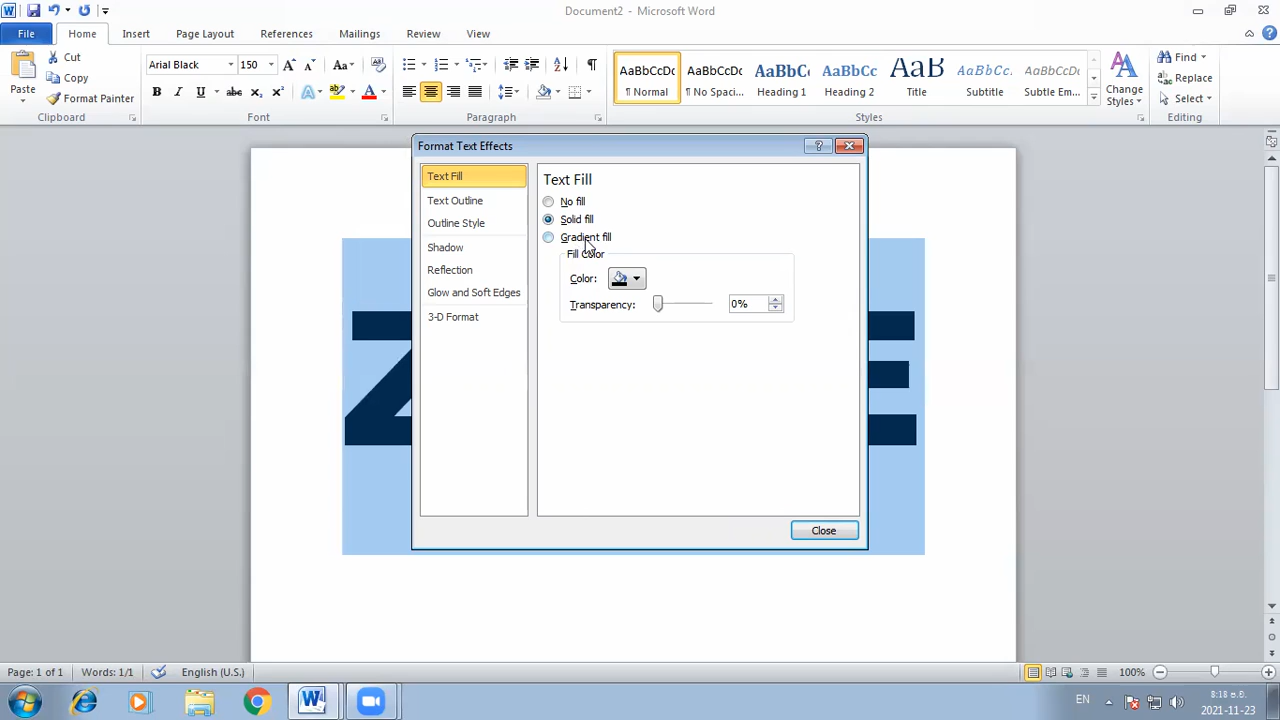 Document2 - Microsoft Word
File Home Insert Page Layout References Mailings Review View
Paste
Cut
Copy
Format Painter
Clipboard
Arial Black 150
Font
Paragraph
AaBbCcDc
¶ Normal
AaBbCcDc
¶ No Spaci...
AaBbCc
Heading 1
AaBbCc
Heading 2
AaB
Title
AaBbCc.
Subtitle
AaBbCcDc
Subtle Em...
Change
Styles
Styles
Find
Replace
Select
Editing
Format Text Effects
Text Fill
Text Outline
Outline Style
Shadow
Reflection
Glow and Soft Edges
3-D Format
Text Fill
No fill
Solid fill
Gradient fill
Fill Color
Color:
Transparency: 0%
Close
Z E
Page: 1 of 1 Words: 1/1 English (U.S.) 100%
EN
8:18 ম.ย.
2021-11-23